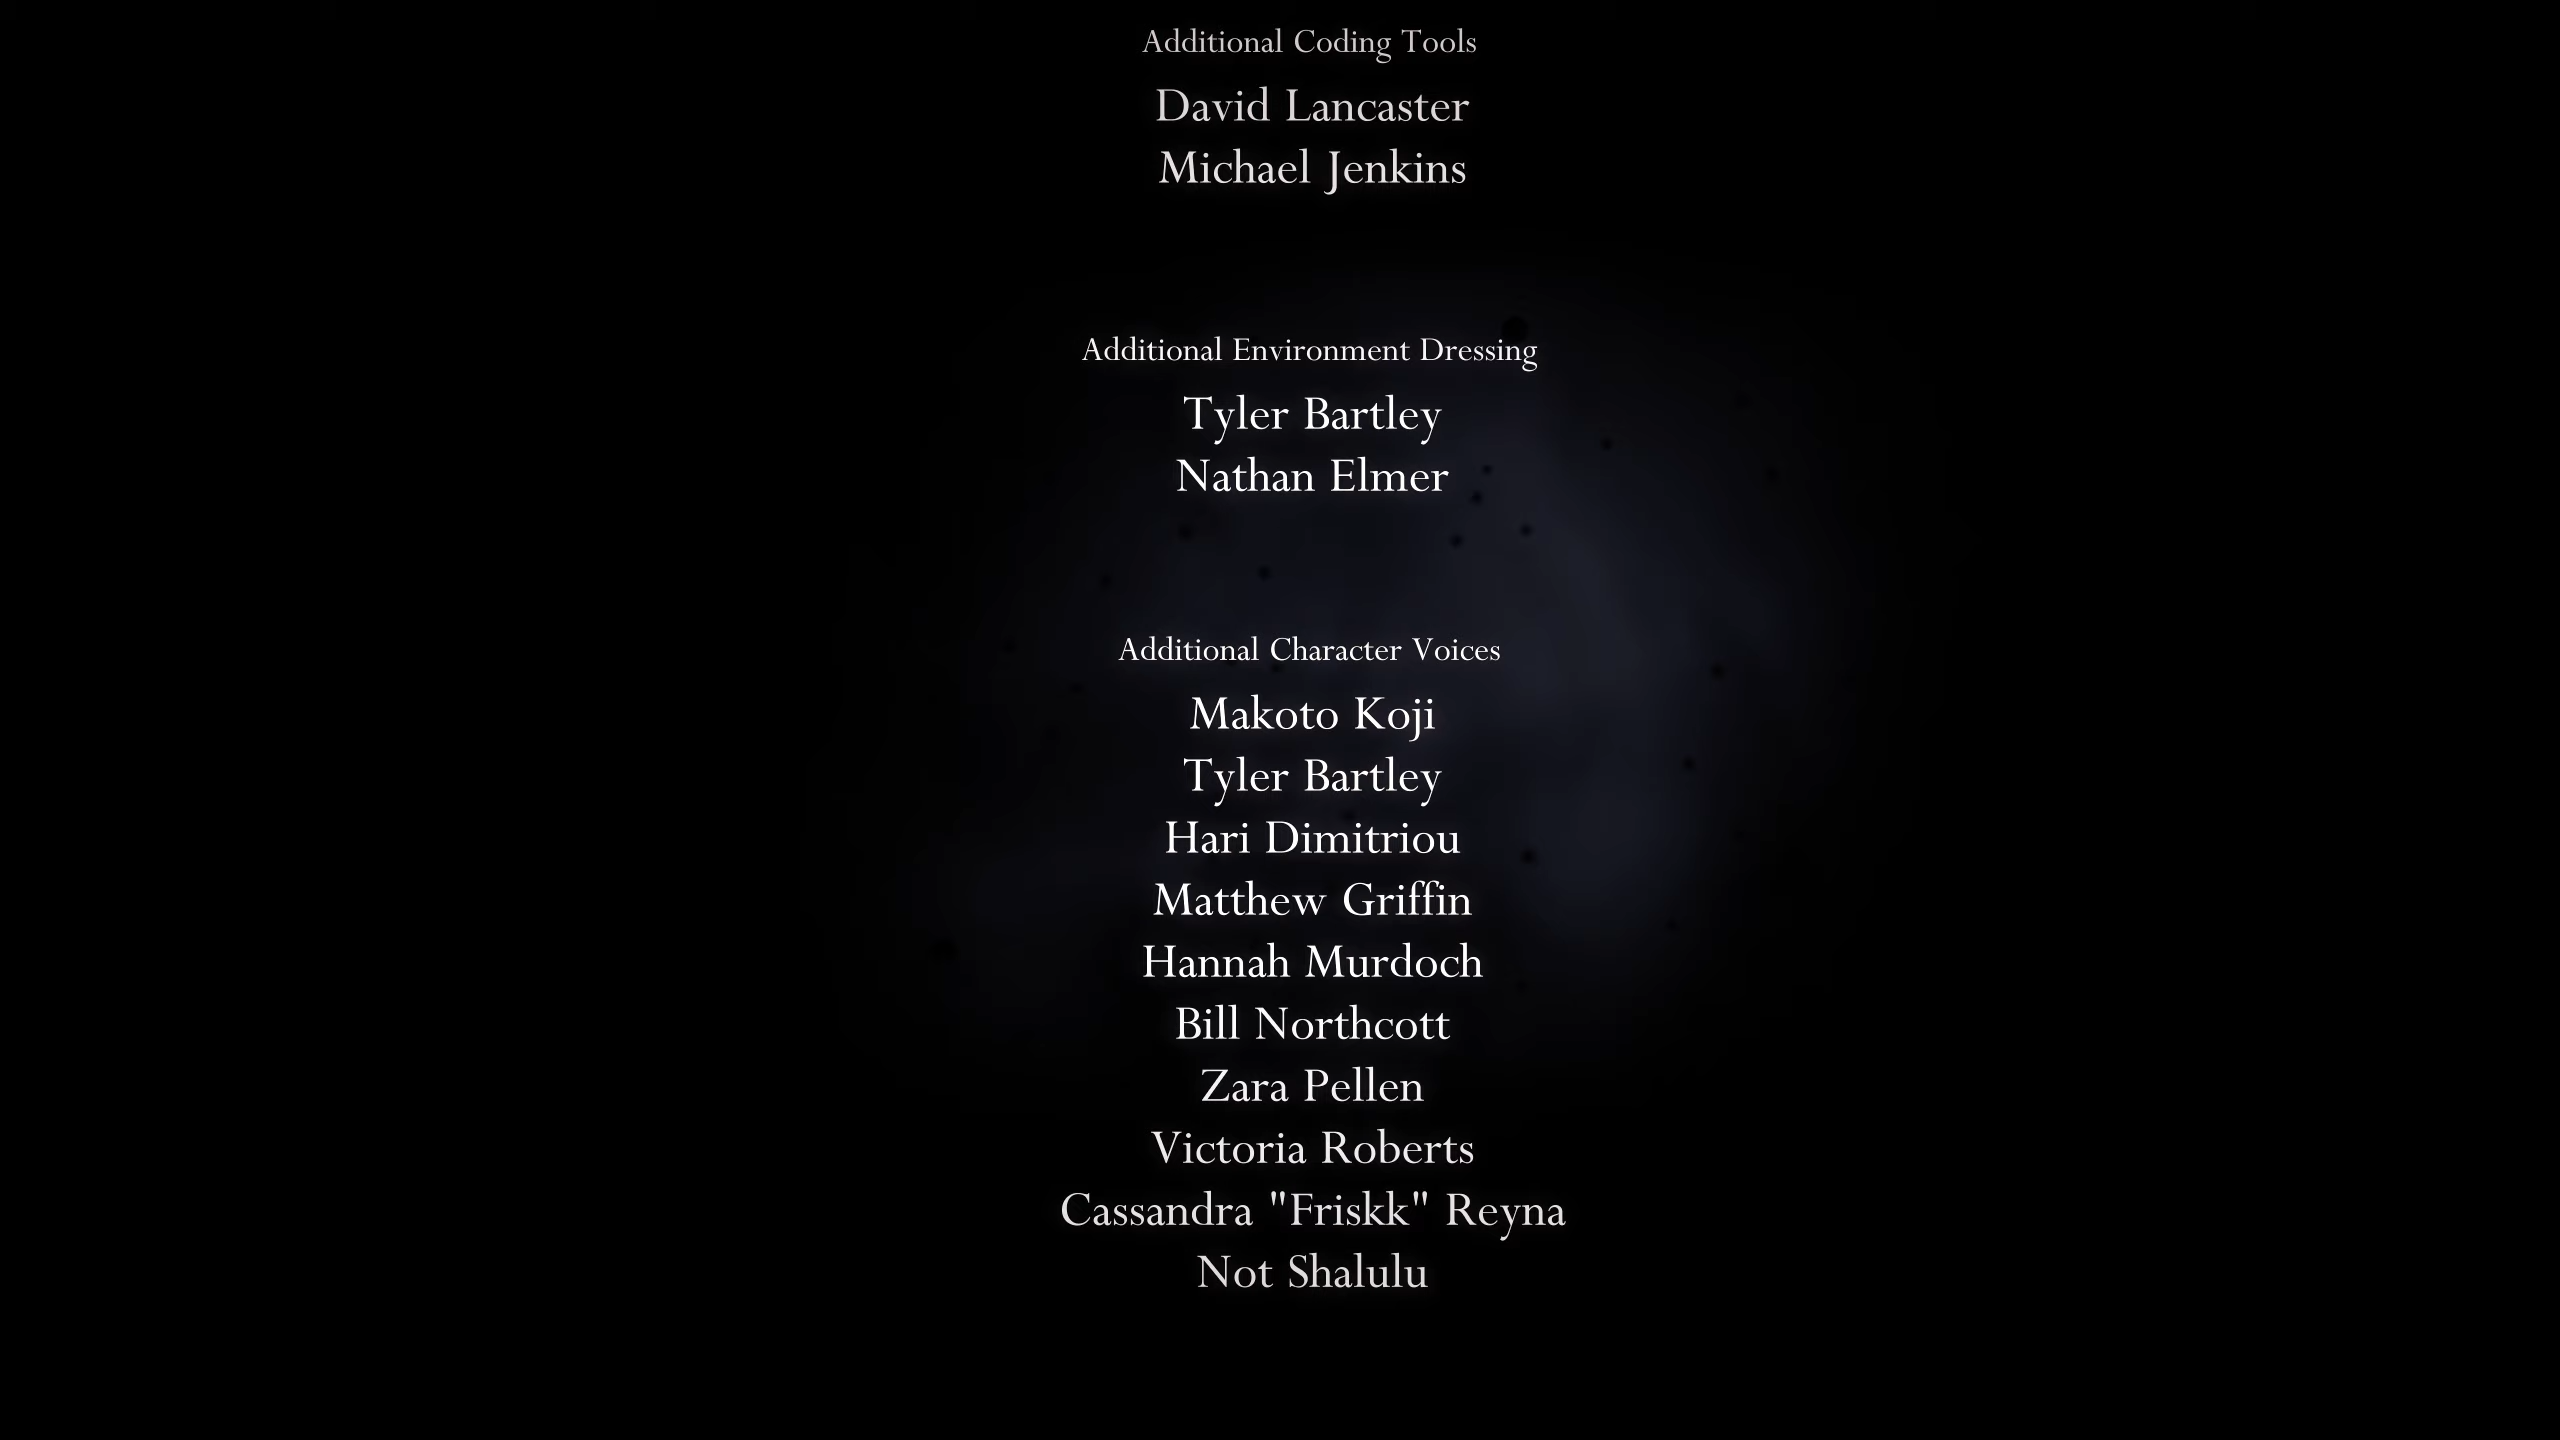 Additional Coding Tools
David Lancaster
Michael Jenkins
Additional Environment Dressing
Tyler Bartley
Nathan Elmer
Additional Character Voices
Makoto Koji
Tyler Bartley
Hari Dimitriou
Matthew Griffin
Hannah Murdoch
Bill Northcott
Zara Pellen
Victoria Roberts
Cassandra "Friskk" Reyna
Not Shalulu